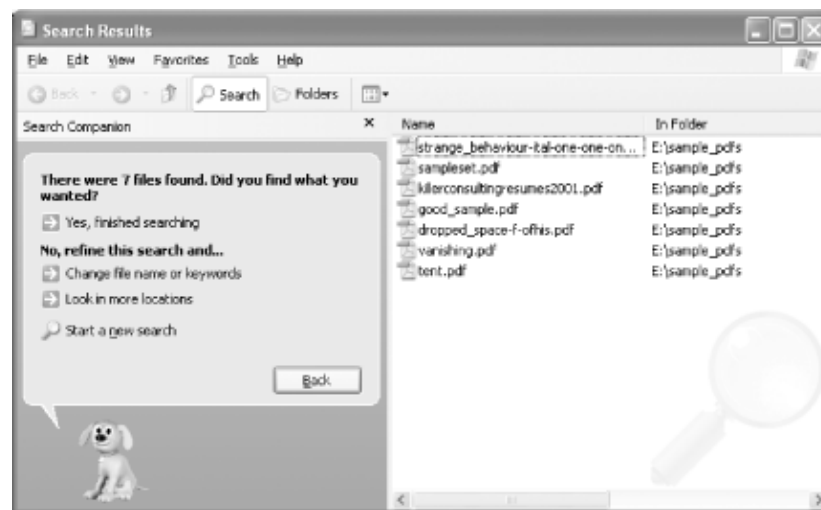 Search Results
File Edit View Favorites Tools Help
Back Search Folders
Search Companion
There were 7 files found. Did you find what you
wanted?
Yes, finished searching
No, refine this search and...
Change file name or keywords
Look in more locations
Start a new search
Back
Name In Folder
strange_behaviour-ital-one-one-on... E:\sample_pdfs
sampleset.pdf E:\sample_pdfs
killerconsultingresumes2001.pdf E:\sample_pdfs
good_sample.pdf E:\sample_pdfs
dropped_space-f-ofhis.pdf E:\sample_pdfs
vanishing.pdf E:\sample_pdfs
tent.pdf E:\sample_pdfs